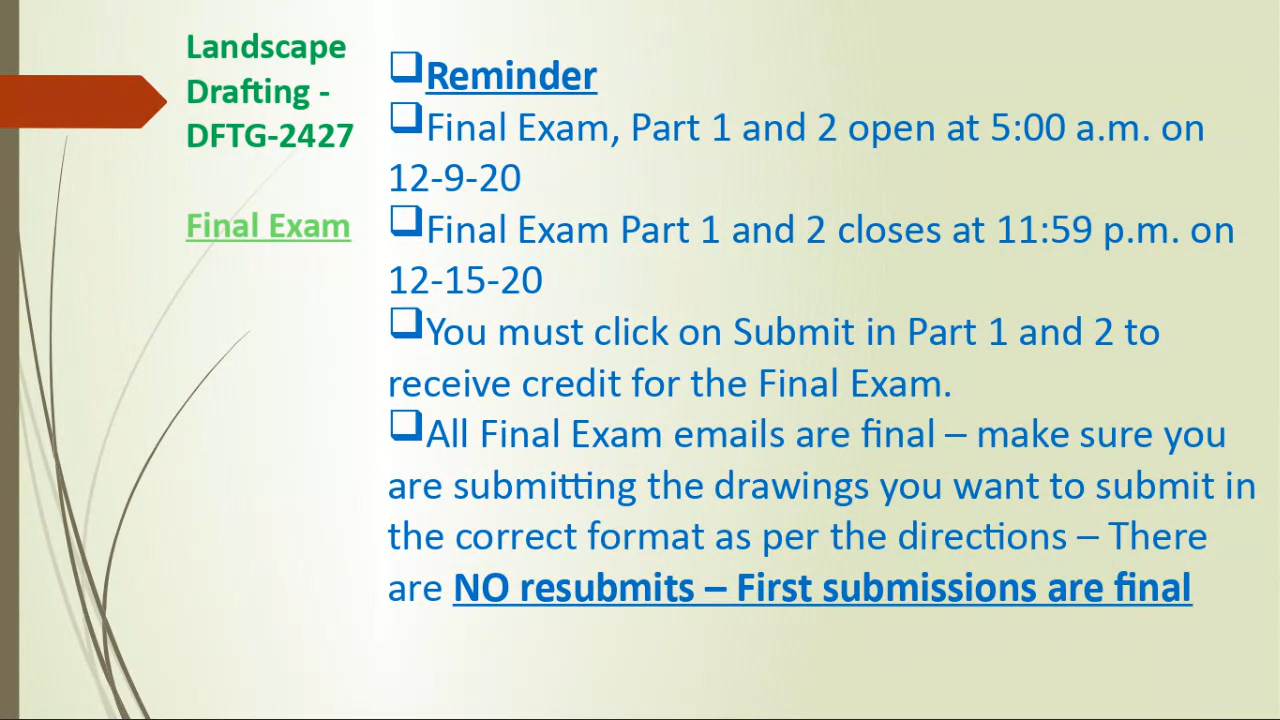 Landscape
Drafting -
DFTG-2427
Final Exam
Reminder
Final Exam, Part 1 and 2 open at 5:00 a.m. on
12-9-20
Final Exam Part 1 and 2 closes at 11:59 p.m. on
12-15-20
You must click on Submit in Part 1 and 2 to
receive credit for the Final Exam.
All Final Exam emails are final – make sure you
are submitting the drawings you want to submit in
the correct format as per the directions – There
are NO resubmits – First submissions are final